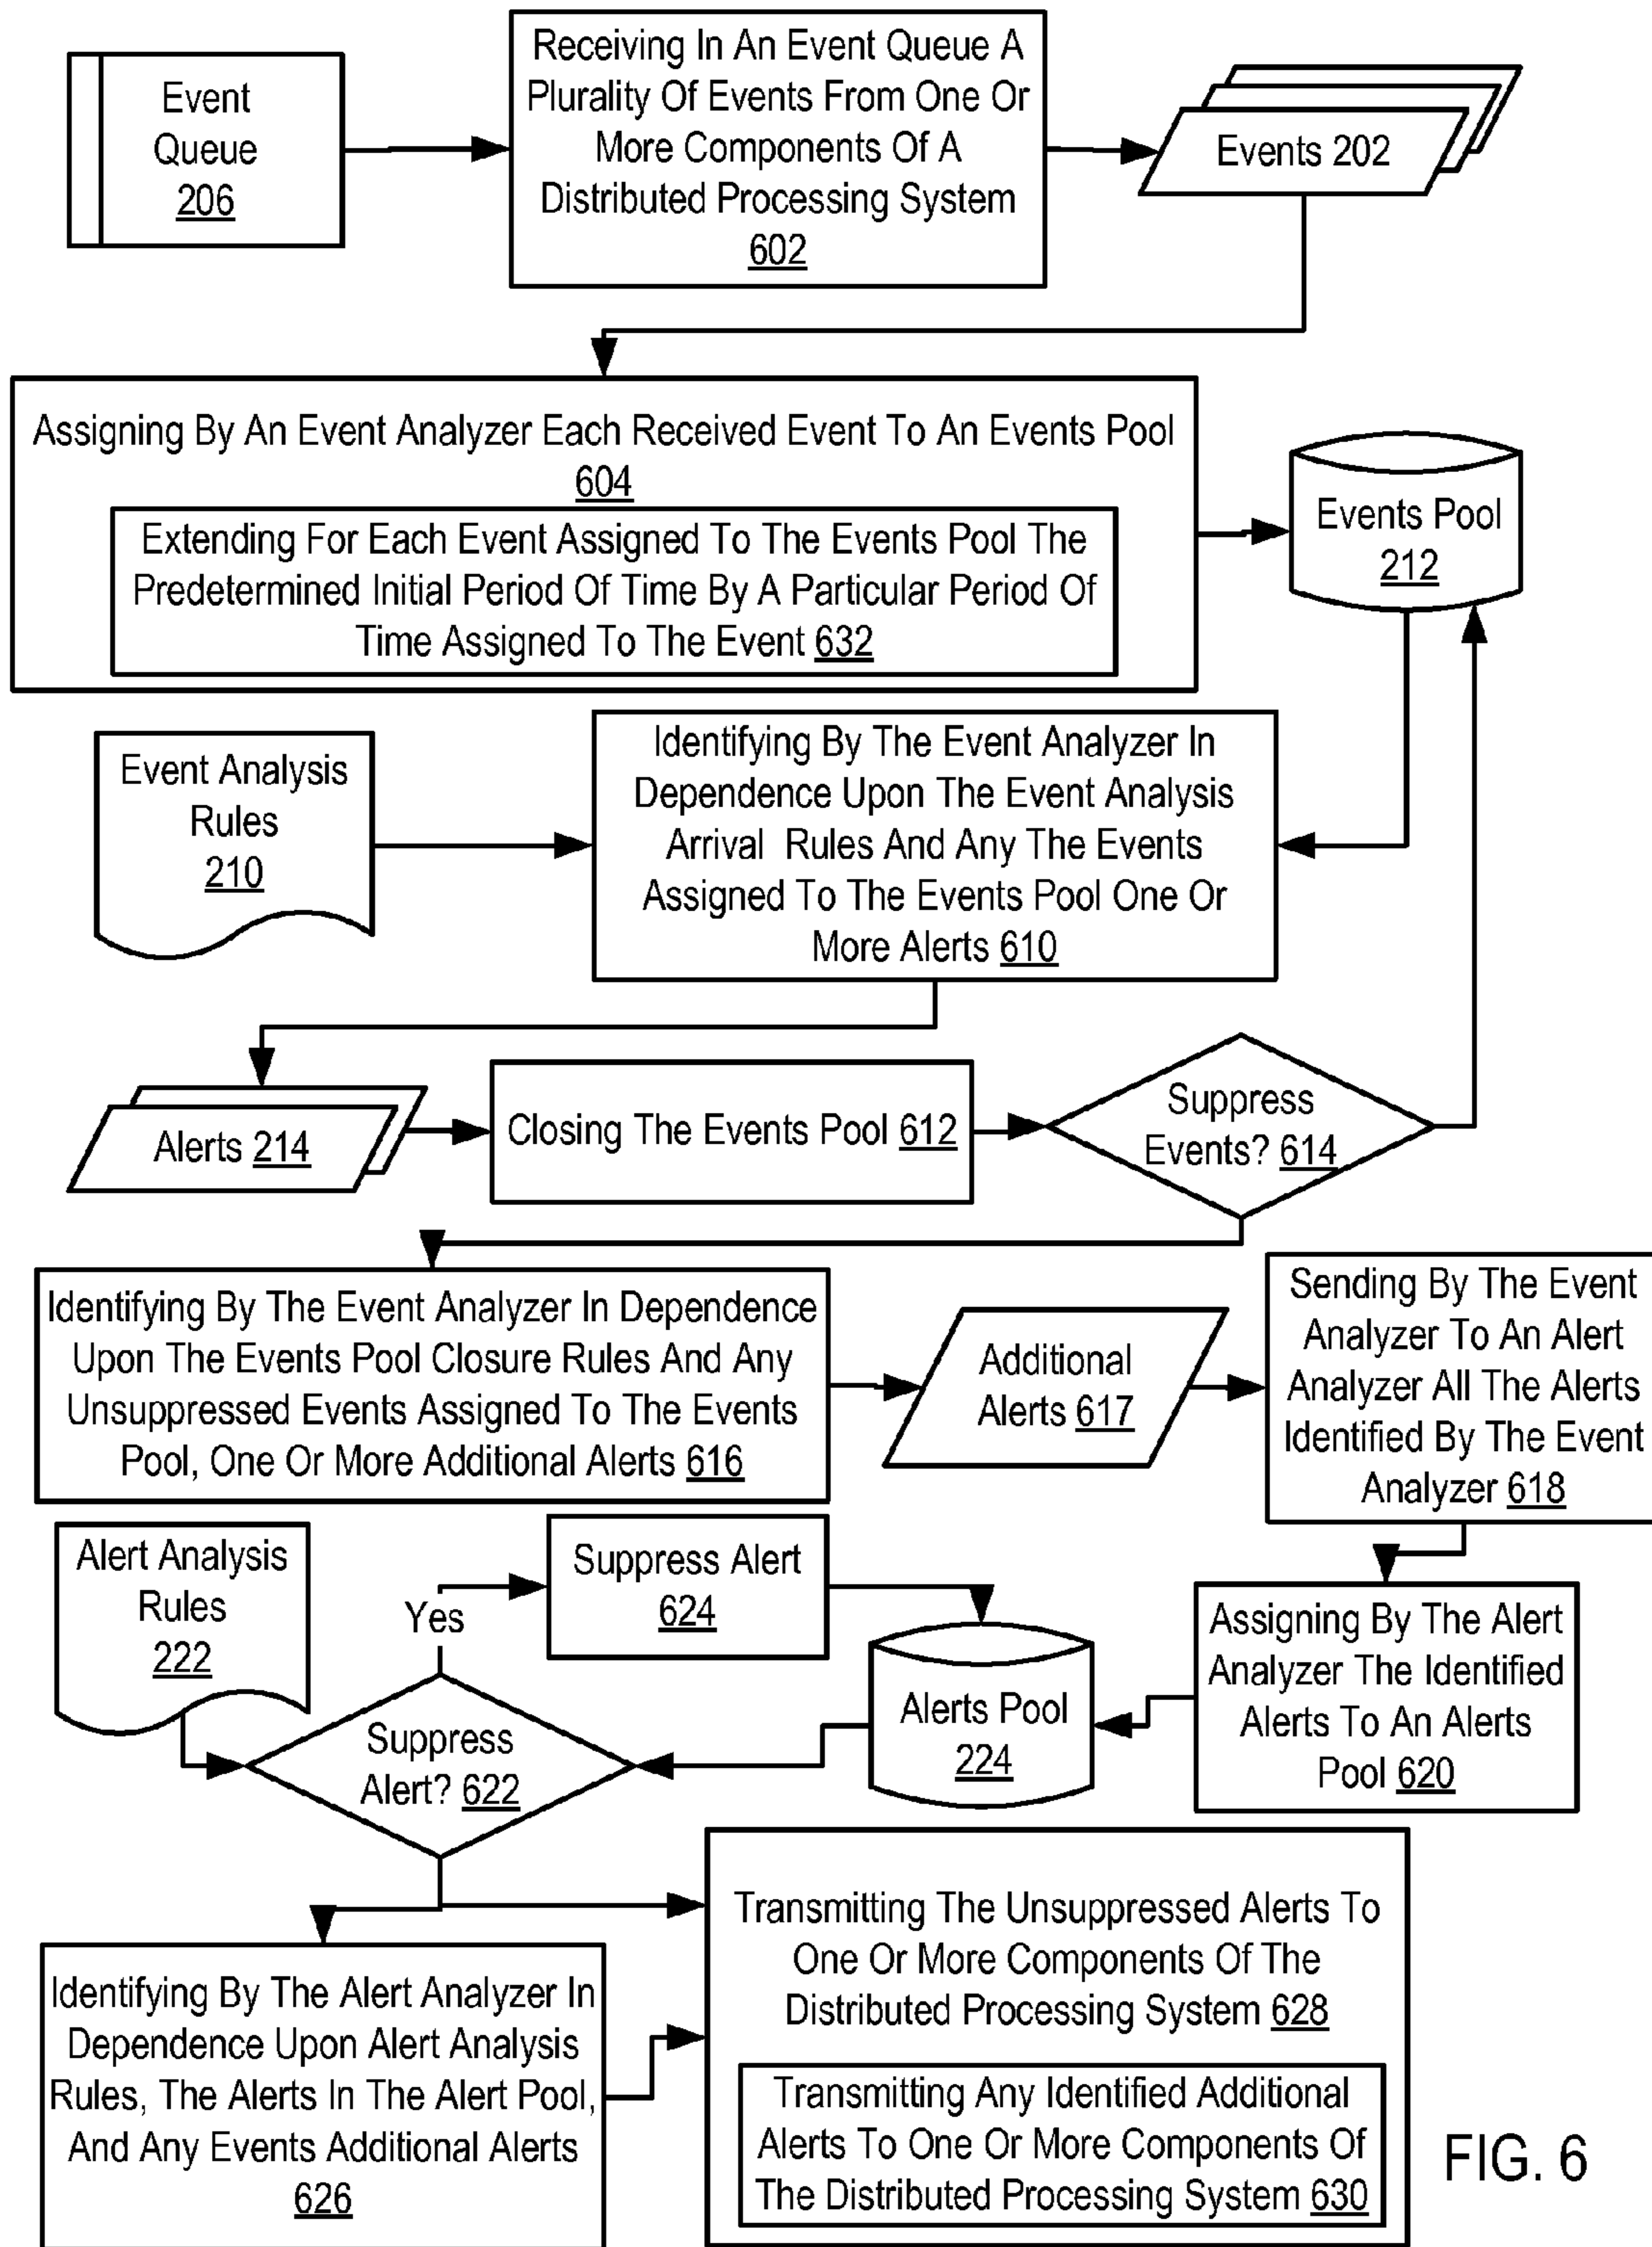 Event
Queue
206
Receiving In An Event Queue A
Plurality Of Events From One Or
More Components Of A
Distributed Processing System
602
Events 202
Assigning By An Event Analyzer Each Received Event To An Events Pool
604
Extending For Each Event Assigned To The Events Pool The
Predetermined Initial Period Of Time By A Particular Period Of
Time Assigned To The Event 632
Events Pool
212
Event Analysis
Rules
210
Identifying By The Event Analyzer In
Dependence Upon The Event Analysis
Arrival Rules And Any The Events
Assigned To The Events Pool One Or
More Alerts 610
Alerts 214
Closing The Events Pool 612
Suppress
Events? 614
Identifying By The Event Analyzer In Dependence
Upon The Events Pool Closure Rules And Any
Unsuppressed Events Assigned To The Events
Pool, One Or More Additional Alerts 616
Additional
Alerts 617
Sending By The Event
Analyzer To An Alert
Analyzer All The Alerts
Identified By The Event
Analyzer 618
Alert Analysis
Rules
222
Yes
Suppress Alert
624
Suppress
Alert? 622
Alerts Pool
224
Assigning By The Alert
Analyzer The Identified
Alerts To An Alerts
Pool 620
Identifying By The Alert Analyzer In
Dependence Upon Alert Analysis
Rules, The Alerts In The Alert Pool,
And Any Events Additional Alerts
626
Transmitting The Unsuppressed Alerts To
One Or More Components Of The
Distributed Processing System 628
Transmitting Any Identified Additional
Alerts To One Or More Components Of
The Distributed Processing System 630
FIG. 6